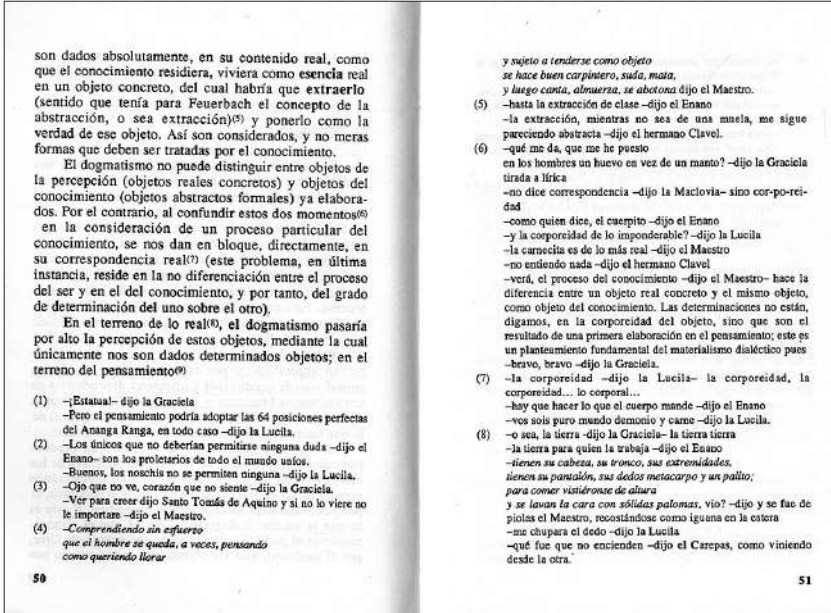 son dados absolutamente, en su contenido real, como
que el conocimiento residiera, viviera como esencia real
en un objeto concreto, del cual habría que extraerlo
(sentido que tenía para Feuerbach el concepto de la
abstracción, o sea extracción)(5) y ponerlo como la
verdad de ese objeto. Así son considerados, y no meras
formas que deben ser tratadas por el conocimiento.
El dogmatismo no puede distinguir entre objetos de
la percepción (objetos reales concretos) y objetos del
conocimiento (objetos abstractos formales) ya elabora-
dos. Por el contrario, al confundir estos dos momentos(6)
en la consideración de un proceso particular del
conocimiento, se nos dan en bloque, directamente, en
su correspondencia real(7) (este problema, en última
instancia, reside en la no diferenciación entre el proceso
del ser y en el del conocimiento, y por tanto, del grado
de determinación del uno sobre el otro).
En el terreno de lo real(8), el dogmatismo pasaría
por alto la percepción de estos objetos, mediante la cual
únicamente nos son dados determinados objetos; en el
terreno del pensamiento(9)
(1) –¡Estatua!– dijo la Graciela
–Pero el pensamiento podría adoptar las 64 posiciones perfectas
del Ananga Ranga, en todo caso –dijo la Lucila.
(2) –Los únicos que no deberían permitirse ninguna duda –dijo el
Enano– son los proletarios de todo el mundo uníos.
–Buenos, los noschis no se permiten ninguna –dijo la Lucila.
(3) –Ojo que no ve, corazón que no siente –dijo la Graciela.
–Ver para creer dijo Santo Tomás de Aquino y si no lo viere no
le importare –dijo el Maestro.
(4) –Comprendiendo sin esfuerzo
que el hombre se queda, a veces, pensando
como queriendo llorar
50
y sujeto a tenderse como objeto
se hace buen carpintero, suda, mata,
y luego canta, almuerza, se abotona dijo el Maestro.
(5) –hasta la extracción de clase –dijo el Enano
–la extracción, mientras no sea de una muela, me sigue
pareciendo abstracta –dijo el hermano Clavel.
(6) –qué me da, que me he puesto
en los hombres un huevo en vez de un manto? –dijo la Graciela
tirada a lírica
–no dice correspondencia –dijo la Maclovia– sino cor-po-rei-
dad
–como quien dice, el cuerpito –dijo el Enano
–y la corporeidad de lo imponderable? –dijo la Lucila
–la carnecita es de lo más real –dijo el Maestro
–no entiendo nada –dijo el hermano Clavel
–verá, el proceso del conocimiento –dijo el Maestro– hace la
diferencia entre un objeto real concreto y el mismo objeto,
como objeto del conocimiento. Las determinaciones no están,
digamos, en la corporeidad del objeto, sino que son el
resultado de una primera elaboración en el pensamiento; este es
un planteamiento fundamental del materialismo dialéctico pues
–bravo, bravo –dijo la Graciela.
(7) –la corporeidad –dijo la Lucila– la corporeidad, la
corporeidad... lo corporal...
–hay que hacer lo que el cuerpo mande –dijo el Enano
–vos sois puro mundo demonio y carne –dijo la Lucila.
(8) –o sea, la tierra -dijo la Graciela– la tierra tierra
–la tierra para quien la trabaja –dijo el Enano
–tienen su cabeza, su tronco, sus extremidades,
tienen su pantalón, sus dedos metacarpo y un palito;
para comer vistiéronse de altura
y se lavan la cara con sólidas palomas, vio? –dijo y se fue de
piolas el Maestro, recostándose como iguana en la estera
–me chupara el dedo –dijo la Lucila
–qué fue que no encienden –dijo el Carepas, como viniendo
desde la otra.
51